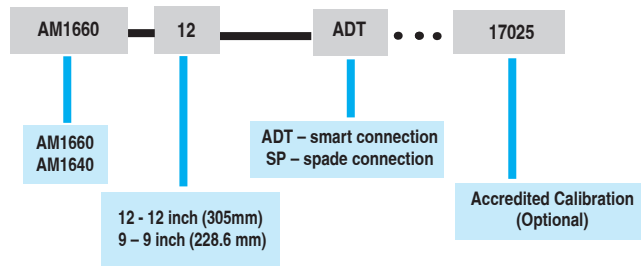 AM1660
12
ADT
17025
AM1660
AM1640
12 - 12 inch (305mm)
9 – 9 inch (228.6 mm)
ADT – smart connection
SP – spade connection
Accredited Calibration
(Optional)